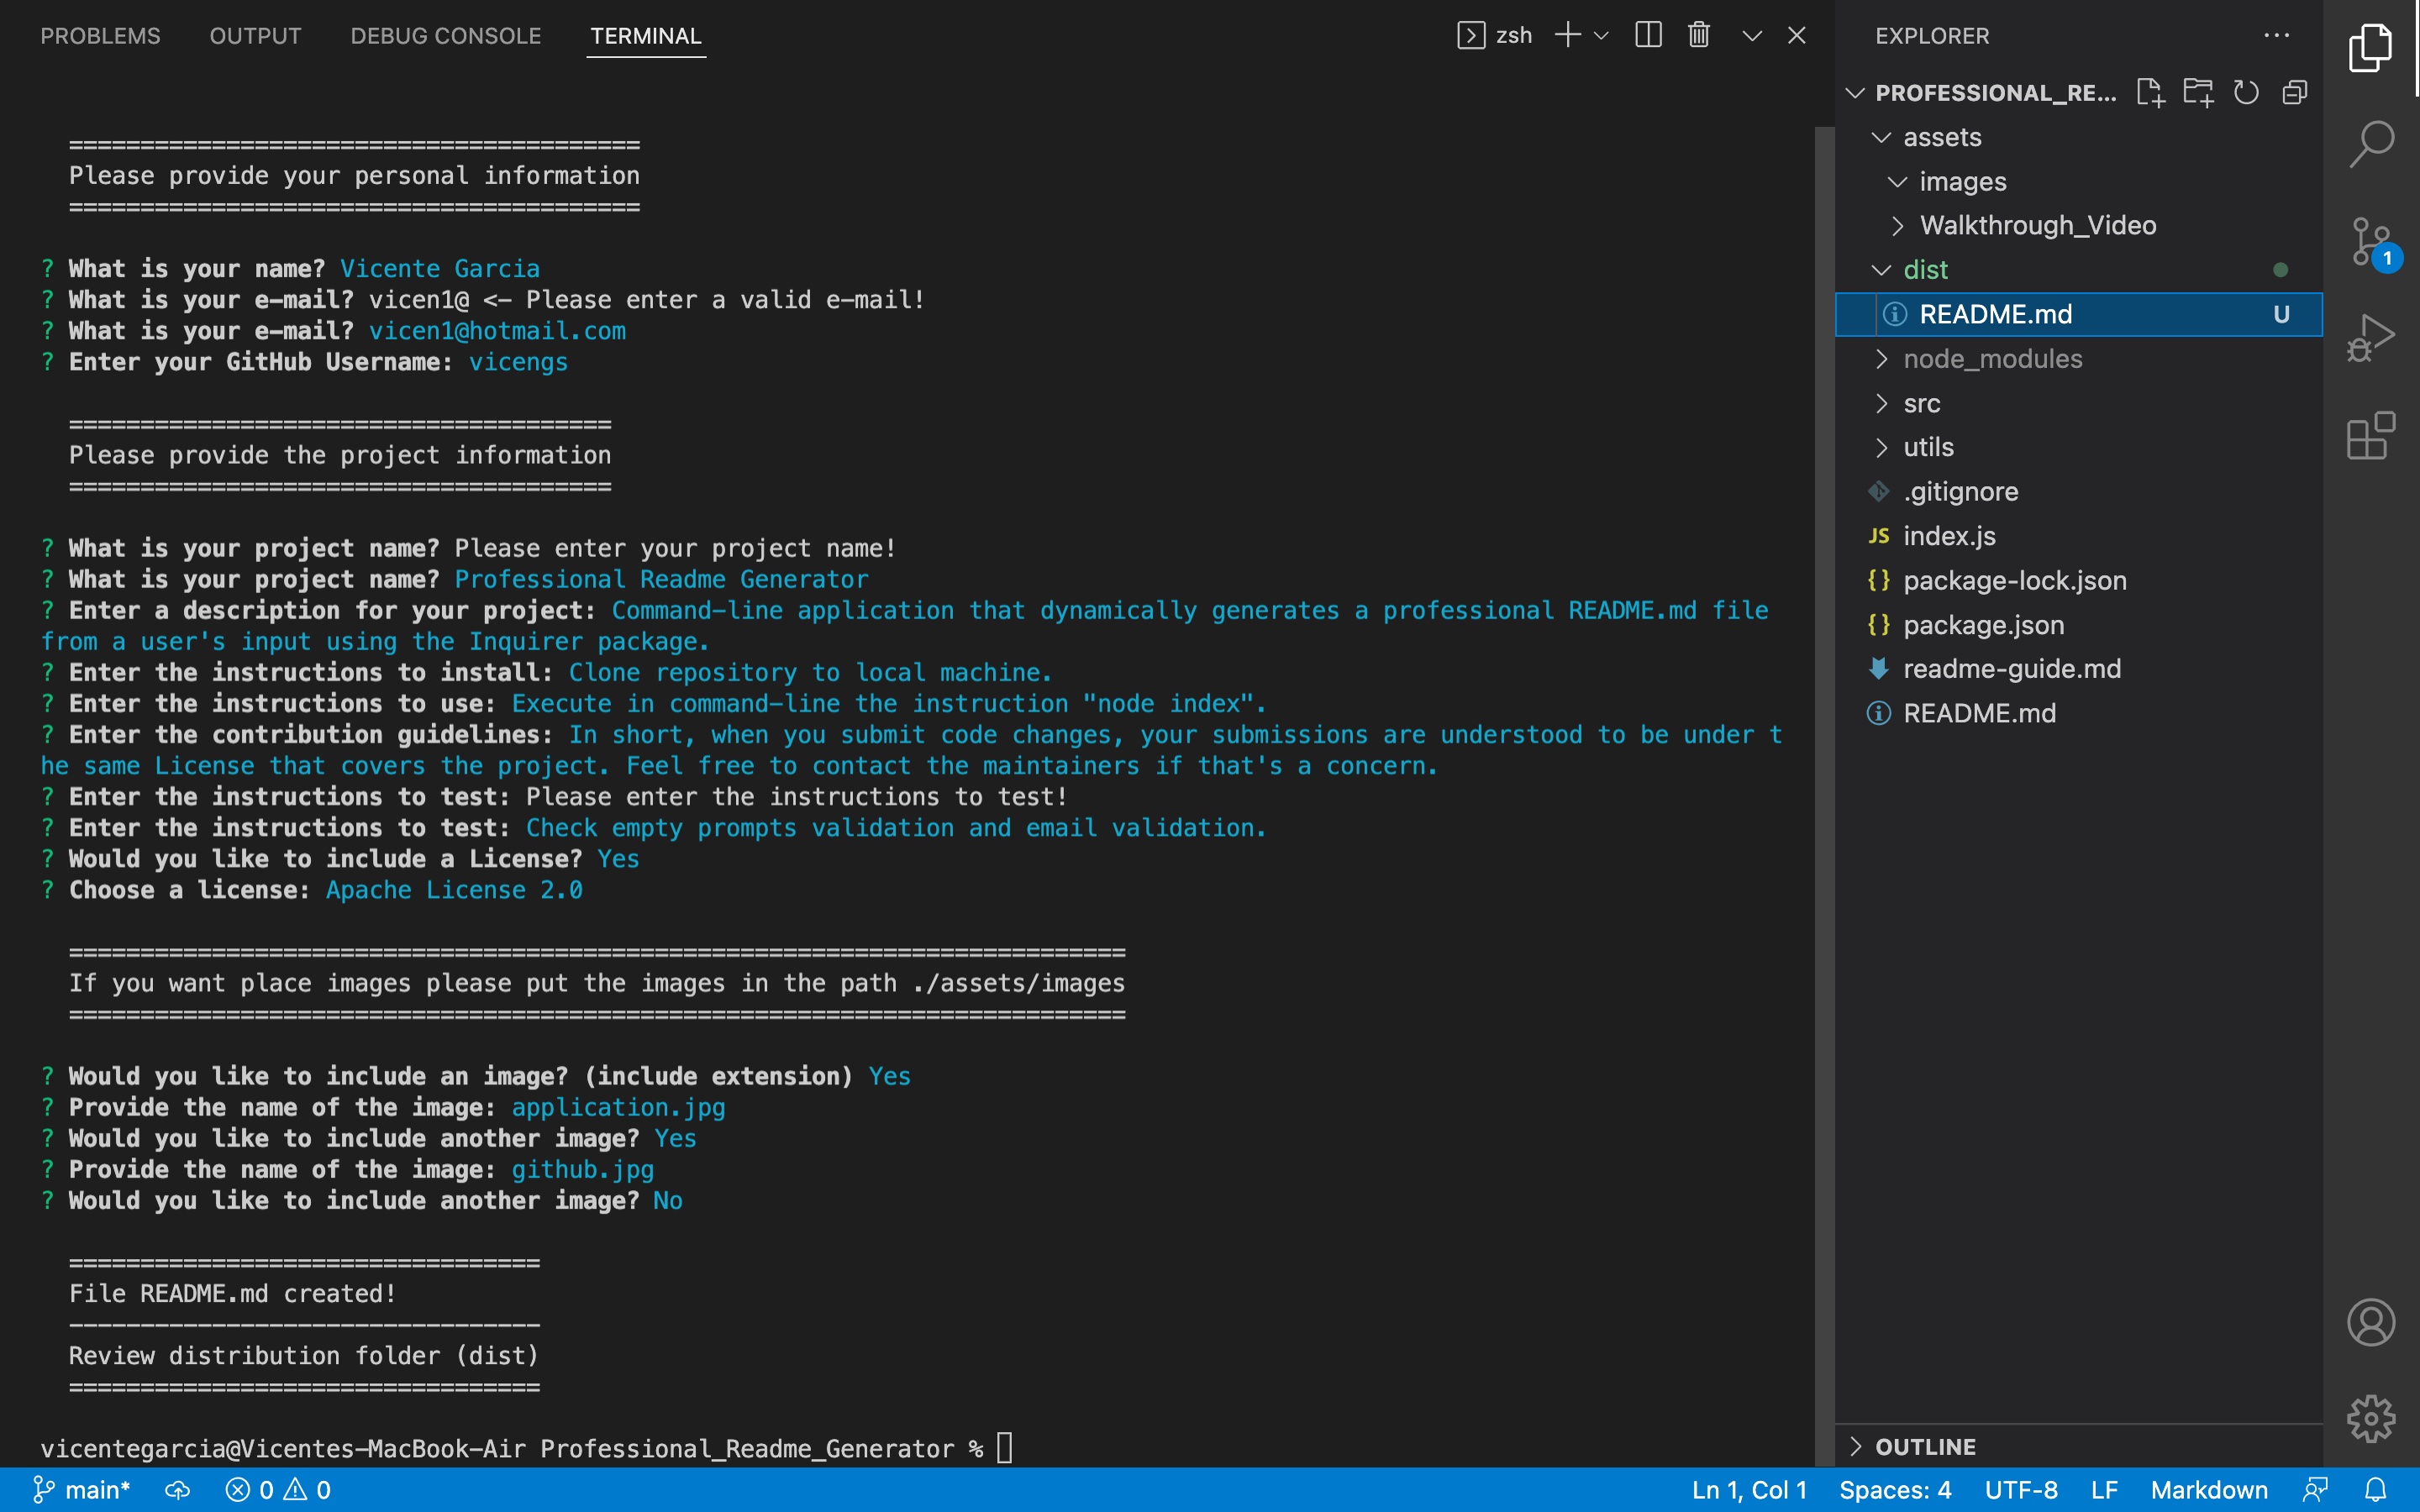 PROBLEMS OUTPUT DEBUG CONSOLE TERMINAL
zsh
======================================== 
Please provide your personal information
========================================
? What is your name? Vicente Garcia
? What is your e-mail? vicen1@ <- Please enter a valid e-mail!
? What is your e-mail? vicen1@hotmail.com
? Enter your GitHub Username: vicengs
======================================
Please provide the project information
======================================
? What is your project name? Please enter your project name!
? What is your project name? Professional Readme Generator
? Enter a description for your project: Command-line application that dynamically generates a professional README.md file
from a user's input using the Inquirer package.
? Enter the instructions to install: Clone repository to local machine.
? Enter the instructions to use: Execute in command-line the instruction "node index".
? Enter the contribution guidelines: In short, when you submit code changes, your submissions are understood to be under t
he same License that covers the project. Feel free to contact the maintainers if that's a concern.
? Enter the instructions to test: Please enter the instructions to test!
? Enter the instructions to test: Check empty prompts validation and email validation.
? Would you like to include a License? Yes
? Choose a license: Apache License 2.0
==========================================================================
If you want place images please put the images in the path ./assets/images
==========================================================================
? Would you like to include an image? (include extension) Yes
? Provide the name of the image: application.jpg
? Would you like to include another image? Yes
? Provide the name of the image: github.jpg
? Would you like to include another image? No
=================================
File README.md created!
---------------------------------
Review distribution folder (dist)
=================================
vicentegarcia@Vicentes-MacBook-Air Professional_Readme_Generator %
EXPLORER
PROFESSIONAL_RE...
assets
images
Walkthrough_Video
dist
README.md U
node_modules
src
utils
.gitignore
JS index.js
{} package-lock.json
{} package.json
readme-guide.md
README.md
1
OUTLINE
main* 0 0
Ln 1, Col 1 Spaces: 4 UTF-8 LF Markdown